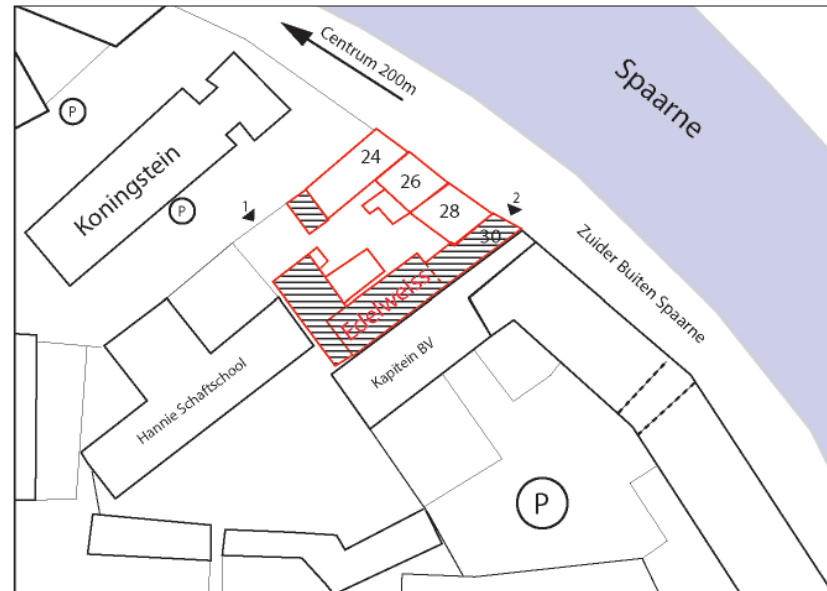 Centrum 200m
Spaarne
P
Koningstein
P
24
26
28
30
1
2
Zuider Buiten Spaarne
Edelweiss
Kapitein BV
Hannie Schaftschool
P